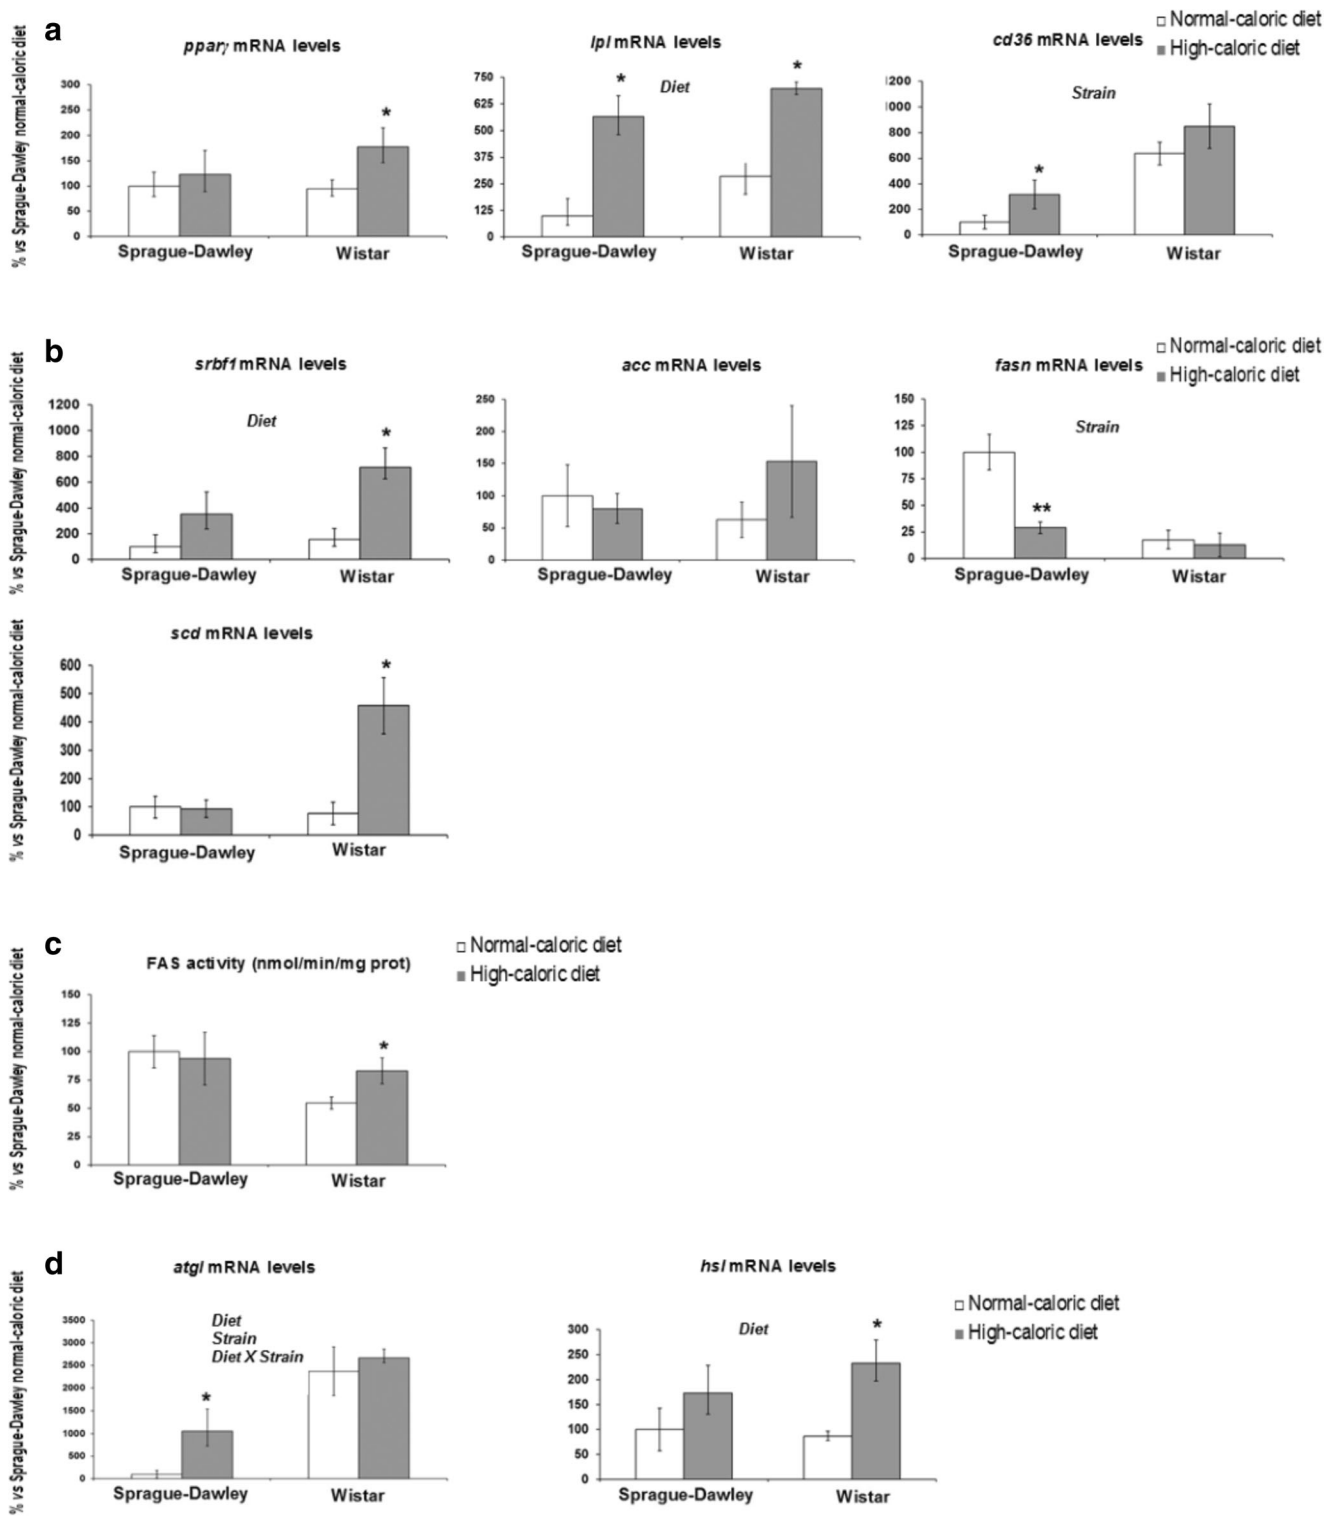 a
Normal-caloric diet
High-caloric diet
% vs Sprague-Dawley normal-caloric diet
pparγ mRNA levels
300
250
200
150
100
50
0
*
Sprague-Dawley Wistar
lpl mRNA levels
Diet
750
625
500
375
250
125
0
* *
Sprague-Dawley Wistar
cd36 mRNA levels
Strain
1200
1000
800
600
400
200
0
*
Sprague-Dawley Wistar
b
Normal-caloric diet
High-caloric diet
% vs Sprague-Dawley normal-caloric diet
srbf1 mRNA levels
Diet
1200
1000
800
600
400
200
0
*
Sprague-Dawley Wistar
acc mRNA levels
250
200
150
100
50
0
Sprague-Dawley Wistar
fasn mRNA levels
Strain
150
125
100
75
50
25
0
**
Sprague-Dawley Wistar
% vs Sprague-Dawley normal-caloric diet
scd mRNA levels
600
500
400
300
200
100
0
*
Sprague-Dawley Wistar
c
Normal-caloric diet
High-caloric diet
% vs Sprague-Dawley normal-caloric diet
FAS activity (nmol/min/mg prot)
150
125
100
75
50
25
0
*
Sprague-Dawley Wistar
d
% vs Sprague-Dawley normal-caloric diet
atgl mRNA levels
Diet
Strain
Diet X Strain
3500
3000
2500
2000
1500
1000
500
0
*
Sprague-Dawley Wistar
hsl mRNA levels
Diet
300
250
200
150
100
50
0
*
Sprague-Dawley Wistar
Normal-caloric diet
High-caloric diet